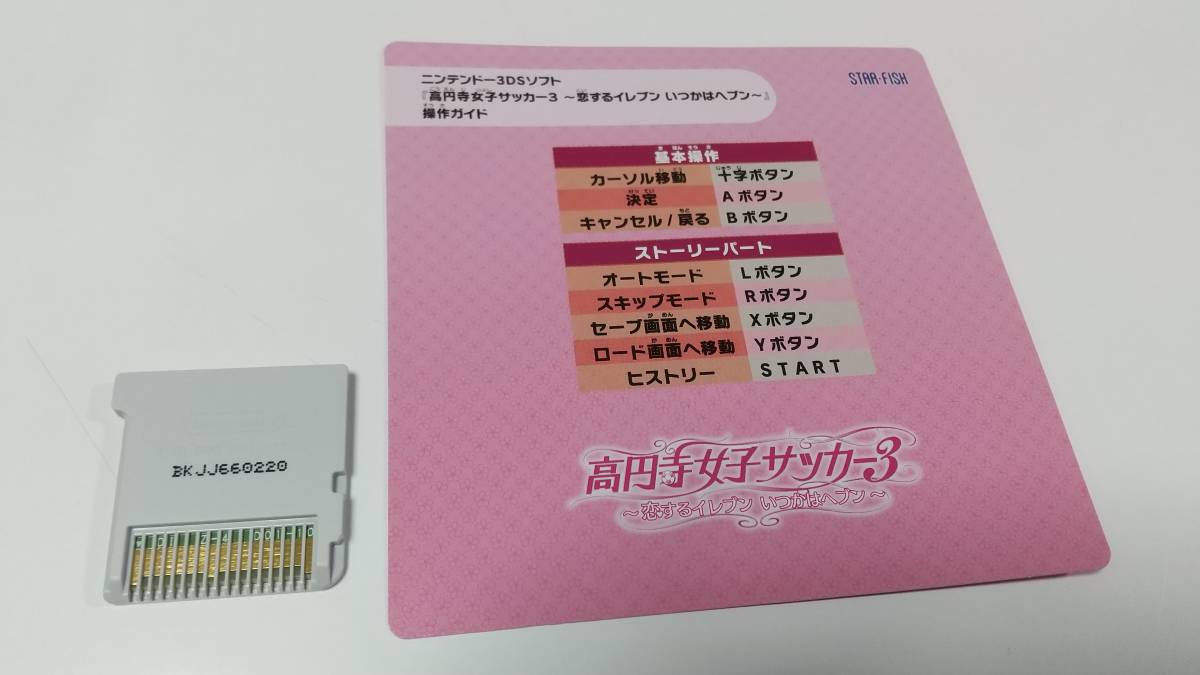 STAR-FISH
ニンテンドー3DSソフト
『高円寺女子サッカー3 ～恋するイレブン いつかはヘブン～』
操作ガイド
基本操作
カーソル移動 十字ボタン
決定 Aボタン
キャンセル/戻る Bボタン
ストーリーパート
オートモード Lボタン
スキップモード Rボタン
セーブ画面へ移動 Xボタン
ロード画面へ移動 Yボタン
ヒストリー START
高円寺女子サッカー3
～恋するイレブン いつかはヘブン～
BKJJ660220